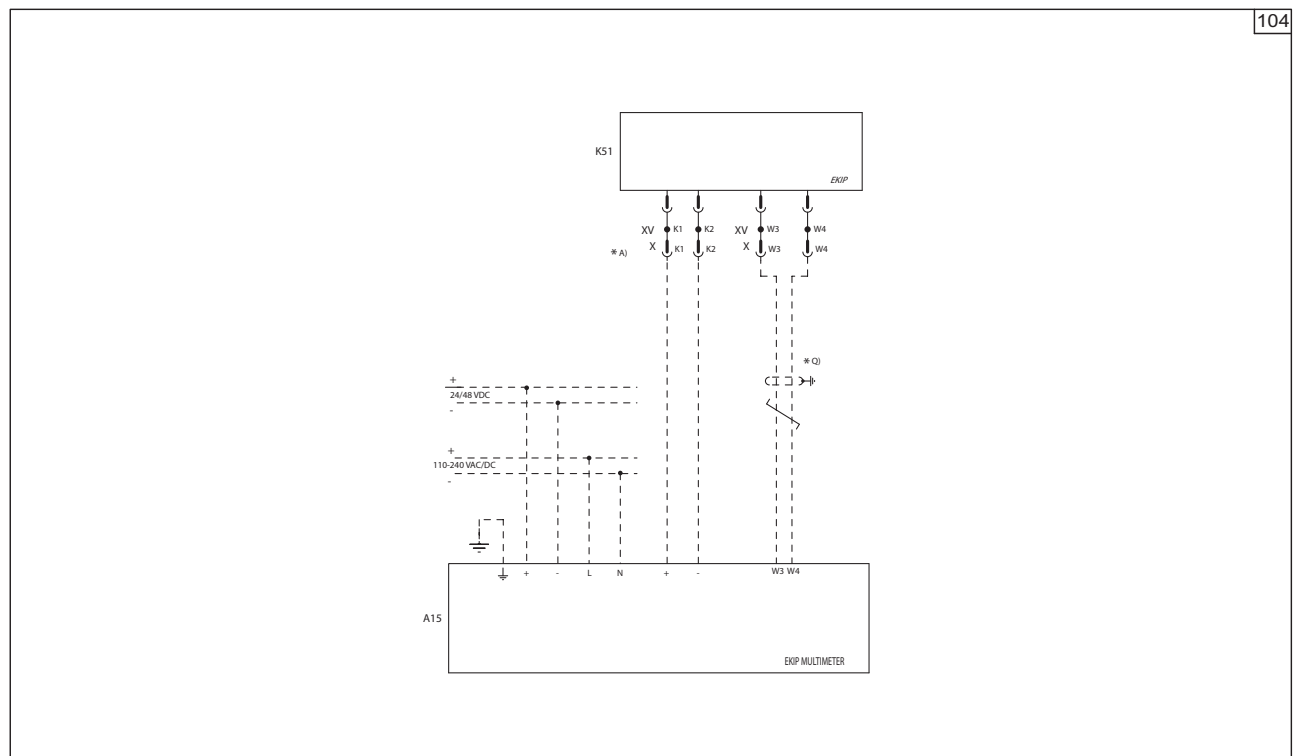 104
K51
EKIP
XV K1 K2 XV W3 W4
X K1 K2 X W3 W4
* A)
* Q)
+
24/48 VDC
-
+
110-240 VAC/DC
-
+ - L N + - W3 W4
A15
EKIP MULTIMETER